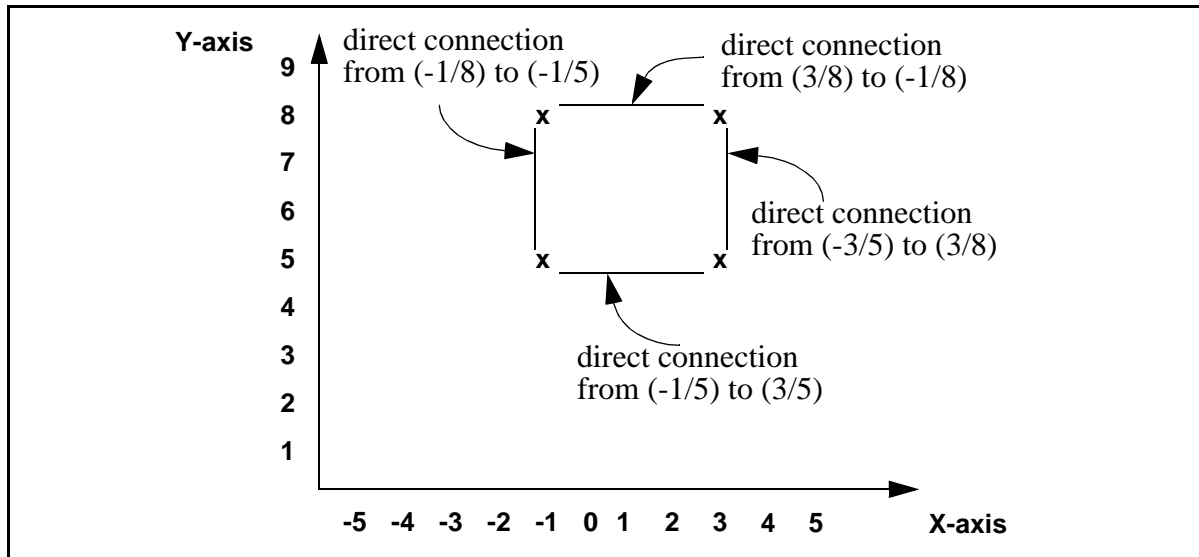 Y-axis
direct connection
from (-1/8) to (-1/5)
direct connection
from (3/8) to (-1/8)
9
8
x x
7
6
direct connection
from (-3/5) to (3/8)
5
x x
4
3
direct connection
from (-1/5) to (3/5)
2
1
-5 -4 -3 -2 -1 0 1 2 3 4 5 X-axis